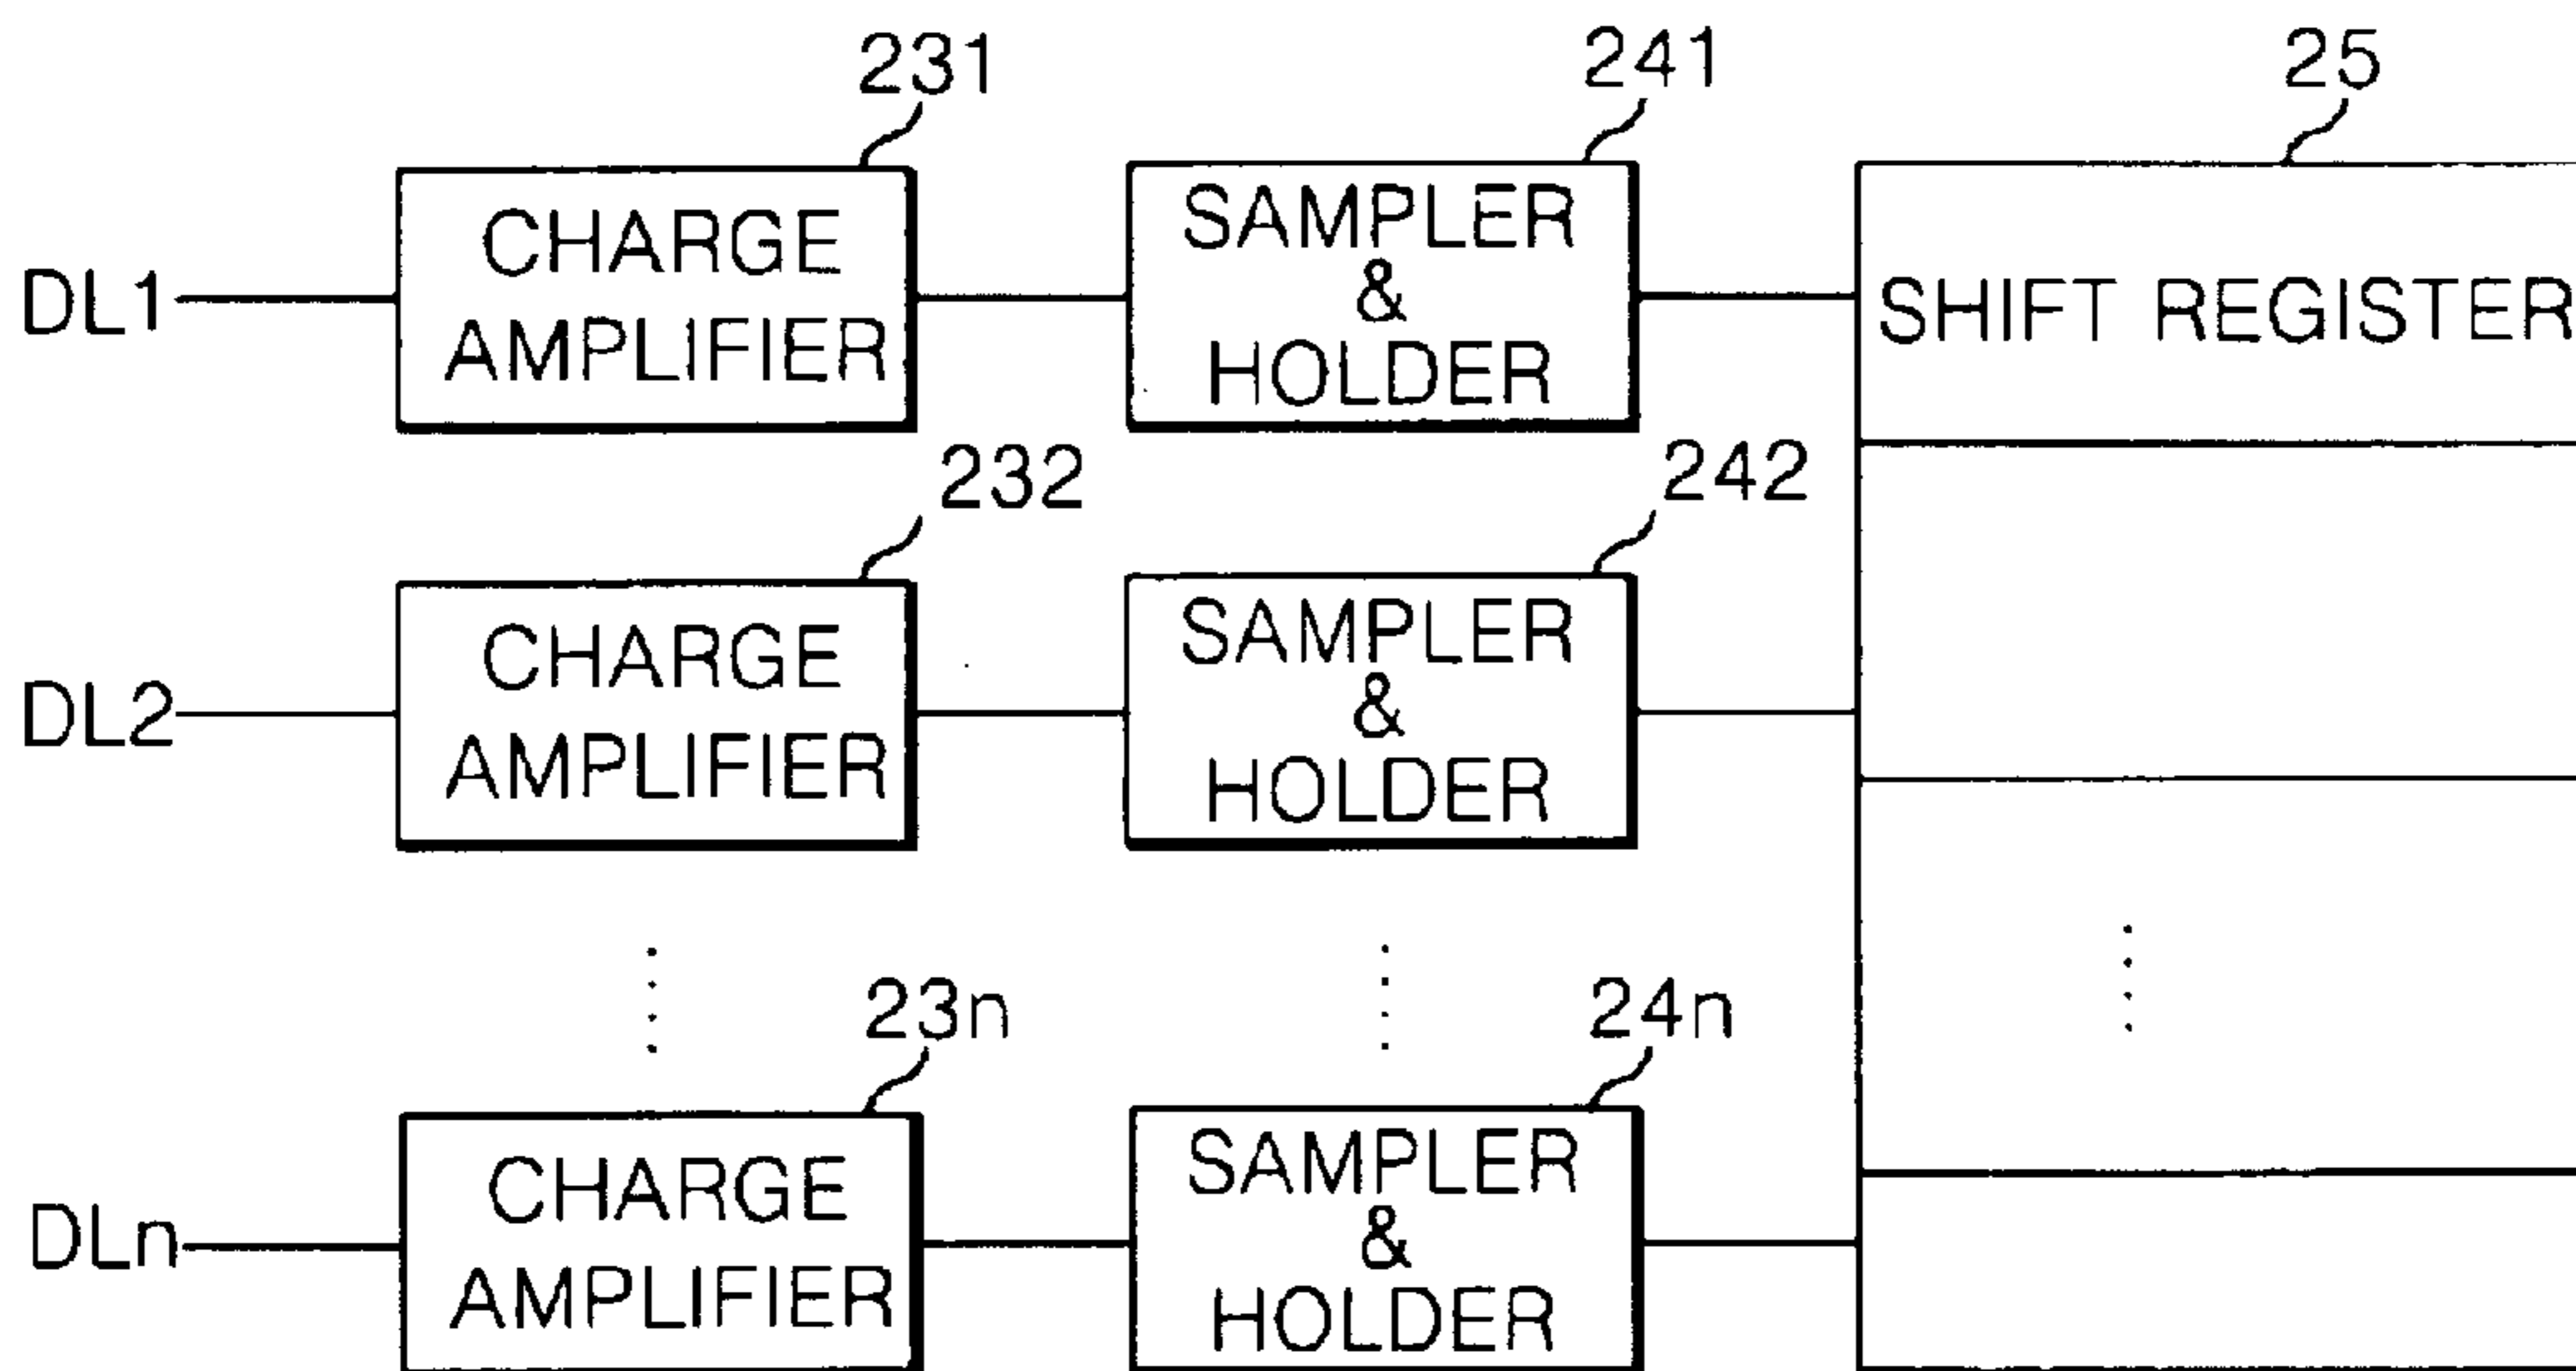 231
241
25
DL1
CHARGE
AMPLIFIER
SAMPLER
&
HOLDER
SHIFT REGISTER
232
242
DL2
CHARGE
AMPLIFIER
SAMPLER
&
HOLDER
23n
24n
DLn
CHARGE
AMPLIFIER
SAMPLER
&
HOLDER